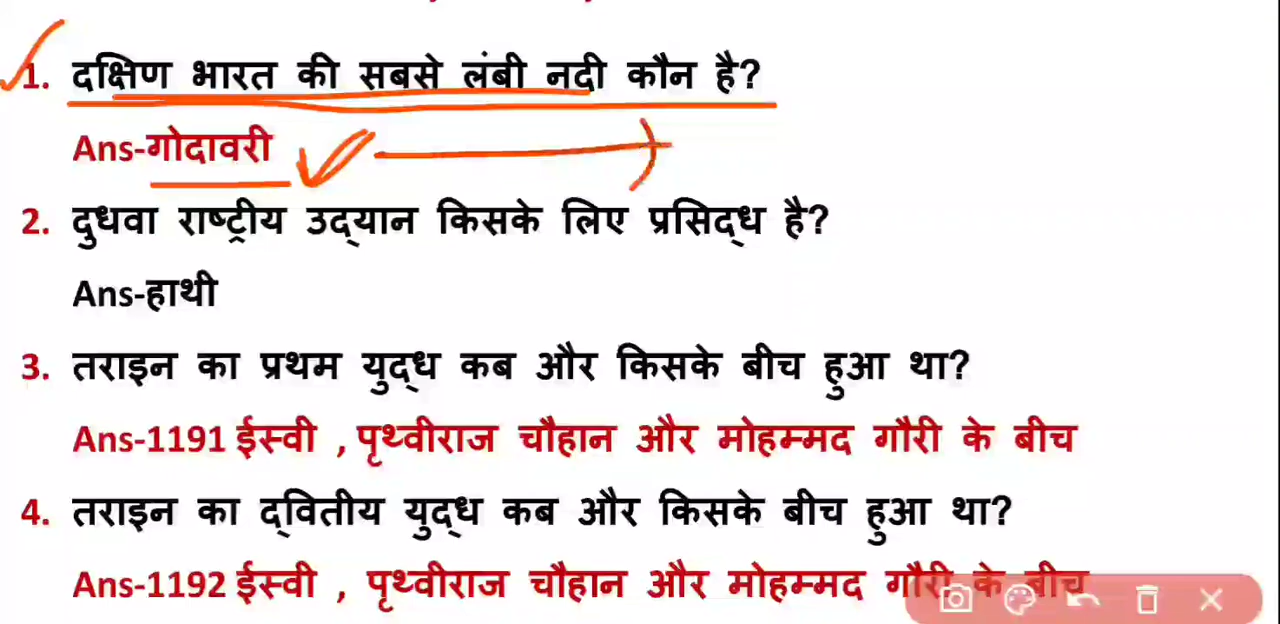 1. दक्षिण भारत की सबसे लंबी नदी कौन है?
Ans-गोदावरी
2. दुधवा राष्ट्रीय उद्यान किसके लिए प्रसिद्ध है?
Ans-हाथी
3. तराइन का प्रथम युद्ध कब और किसके बीच हुआ था?
Ans-1191 ईस्वी , पृथ्वीराज चौहान और मोहम्मद गौरी के बीच
4. तराइन का द्वितीय युद्ध कब और किसके बीच हुआ था?
Ans-1192 ईस्वी , पृथ्वीराज चौहान और मोहम्मद गौरी के बीच